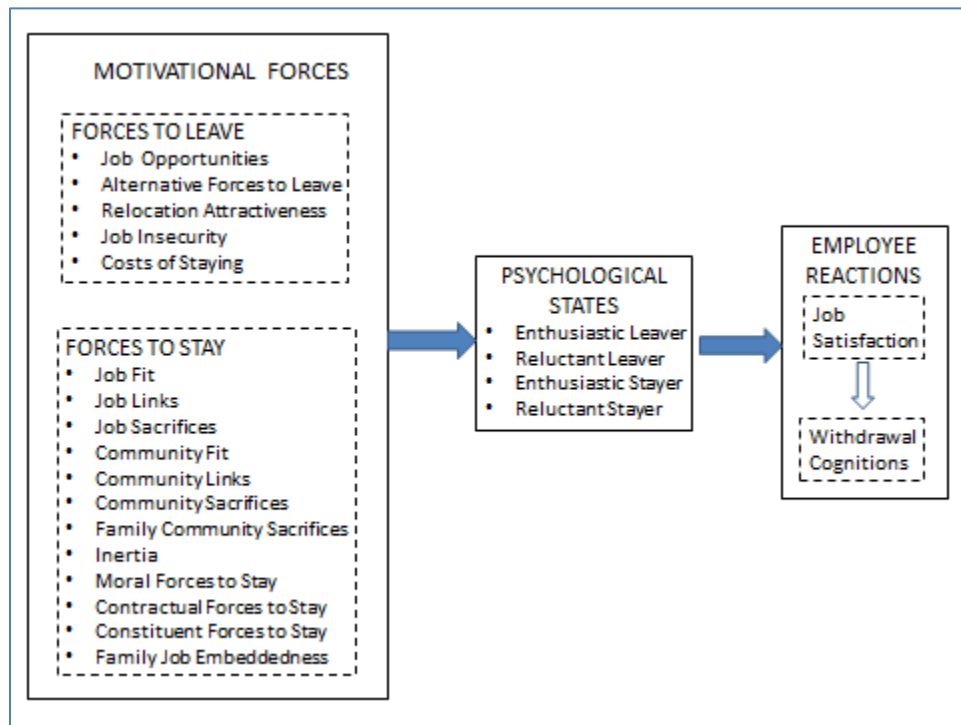 MOTIVATIONAL FORCES
FORCES TO LEAVE
• Job Opportunities
• Alternative Forces to Leave
• Relocation Attractiveness
• Job Insecurity
• Costs of Staying
FORCES TO STAY
• Job Fit
• Job Links
• Job Sacrifices
• Community Fit
• Community Links
• Community Sacrifices
• Family Community Sacrifices
• Inertia
• Moral Forces to Stay
• Contractual Forces to Stay
• Constituent Forces to Stay
• Family Job Embeddedness
PSYCHOLOGICAL
STATES
• Enthusiastic Leaver
• Reluctant Leaver
• Enthusiastic Stayer
• Reluctant Stayer
EMPLOYEE
REACTIONS
Job
Satisfaction
Withdrawal
Cognitions